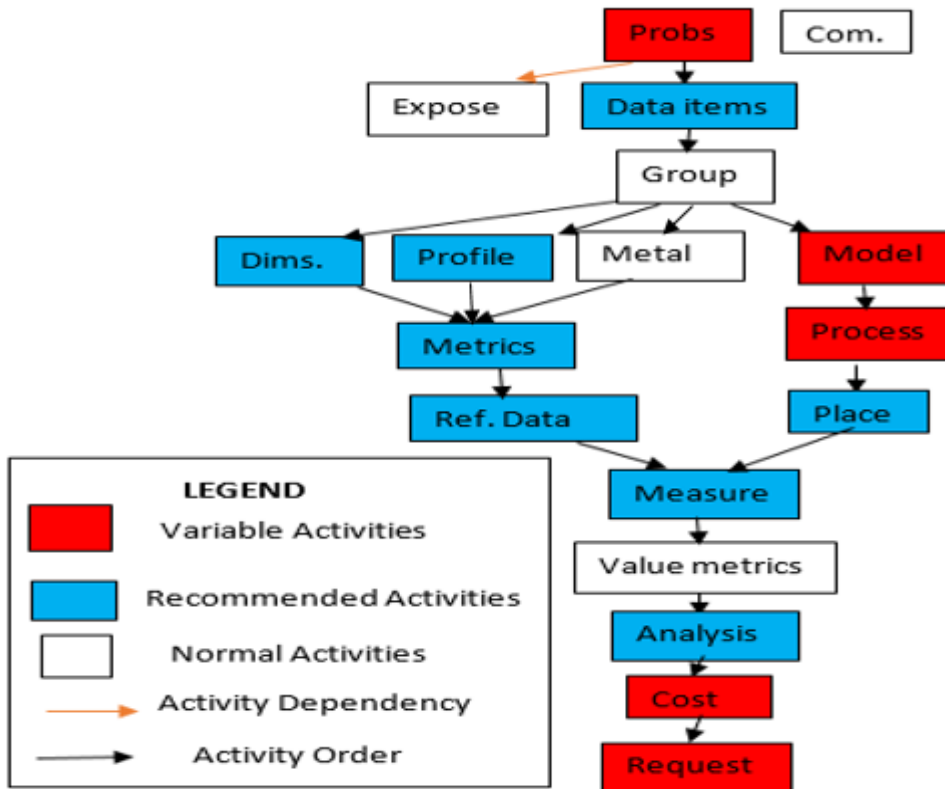 Probs
Com.
Expose
Data items
Group
Dims.
Profile
Metal
Model
Process
Metrics
Ref. Data
Place
Measure
Value metrics
Analysis
Cost
Request
LEGEND
Variable Activities
Recommended Activities
Normal Activities
Activity Dependency
Activity Order